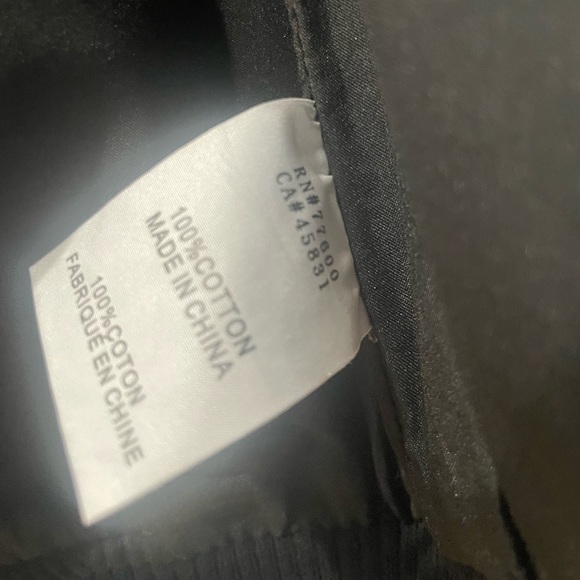 RN#77600
CA#45831
100%COTTON
MADE IN CHINA
100%COTON
FABRIQUE EN CHINE